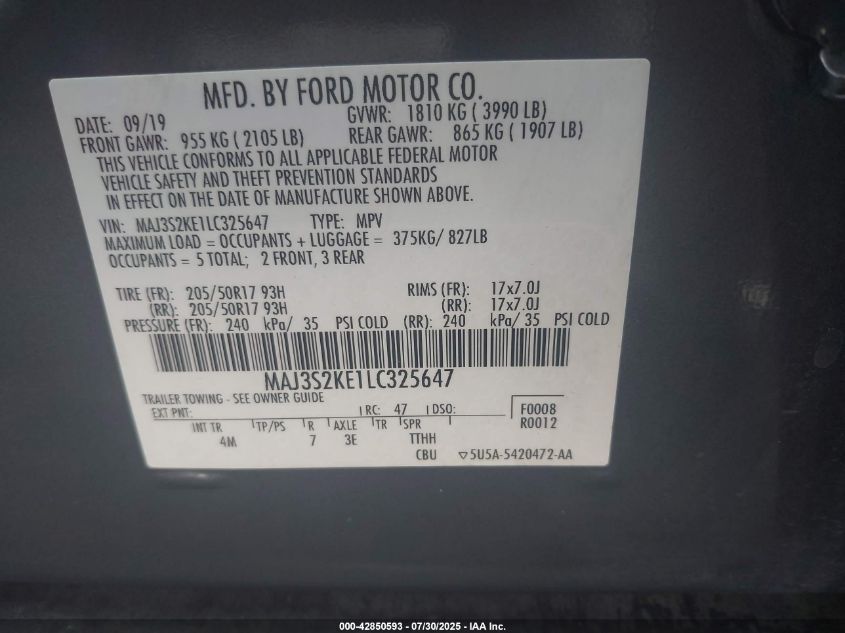 MFD. BY FORD MOTOR CO.
DATE: 09/19 GVWR: 1810 KG ( 3990 LB)
FRONT GAWR: 955 KG ( 2105 LB) REAR GAWR: 865 KG ( 1907 LB)
THIS VEHICLE CONFORMS TO ALL APPLICABLE FEDERAL MOTOR
VEHICLE SAFETY AND THEFT PREVENTION STANDARDS
IN EFFECT ON THE DATE OF MANUFACTURE SHOWN ABOVE.
VIN: MAJ3S2KE1LC325647 TYPE: MPV
MAXIMUM LOAD = OCCUPANTS + LUGGAGE = 375KG/ 827LB
OCCUPANTS = 5 TOTAL; 2 FRONT, 3 REAR
TIRE (FR): 205/50R17 93H RIMS (FR): 17x7.0J
(RR): 205/50R17 93H (RR): 17x7.0J
PRESSURE (FR): 240 kPa/ 35 PSI COLD (RR): 240 kPa/ 35 PSI COLD
MAJ3S2KE1LC325647
TRAILER TOWING - SEE OWNER GUIDE
EXT PNT: RC: 47 DSO: F0008
R0012
INT TR TP/PS R AXLE TR SPR
4M 7 3E TTHH
CBU ▽5U5A-5420472-AA
000-42850593 / 07/30/2025 - IAA Inc.